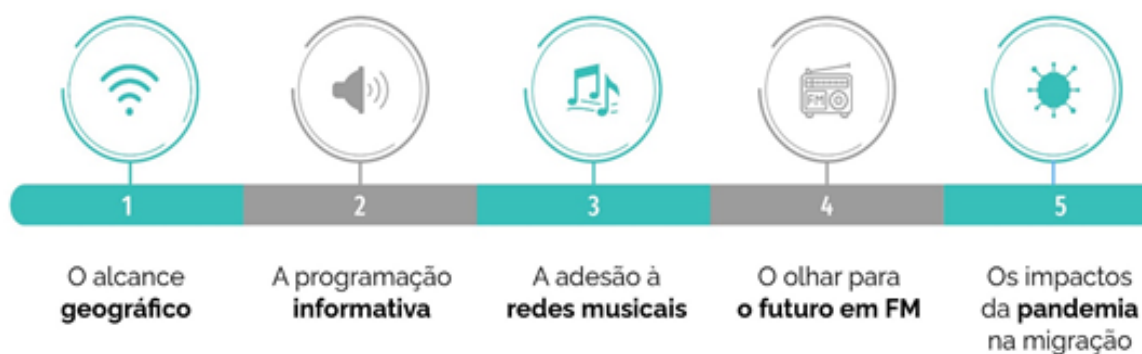 FM
1
2
3
4
5
O alcance
geográfico
A programação
informativa
A adesão à
redes musicais
O olhar para
o futuro em FM
Os impactos
da pandemia
na migração